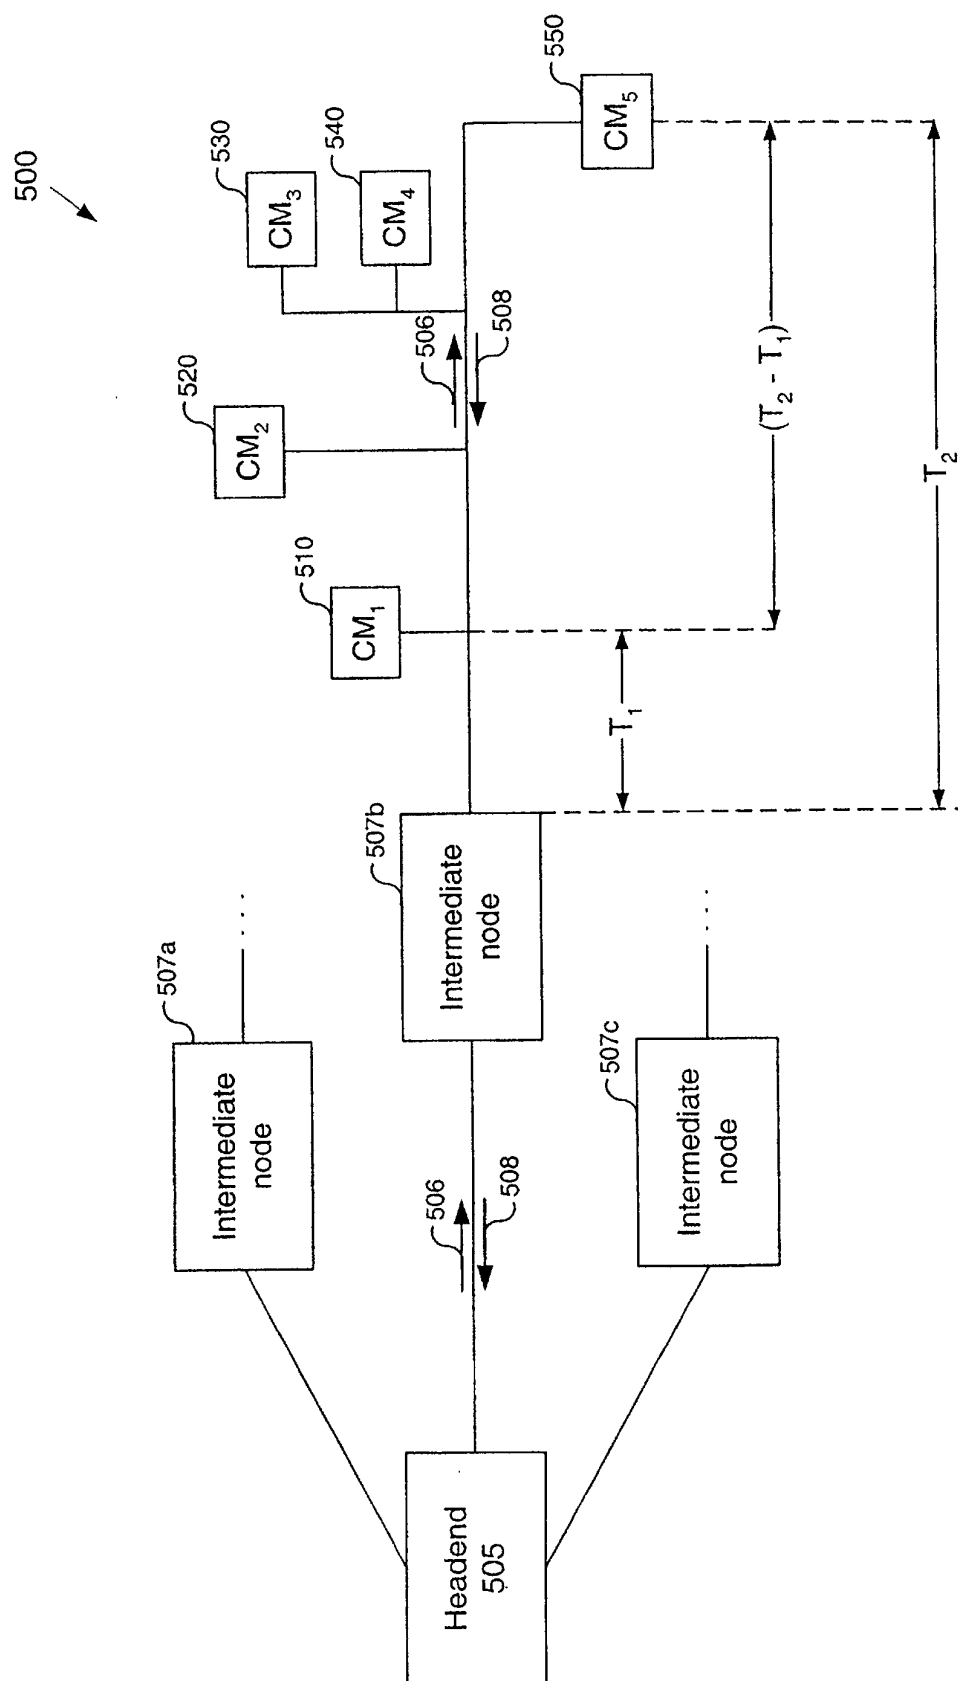 500
507a
Intermediate
node
Headend
505
506
508
507b
Intermediate
node
507c
Intermediate
node
510
CM₁
520
CM₂
530
CM₃
540
CM₄
506
508
550
CM₅
T₁
(T₂ - T₁)
T₂